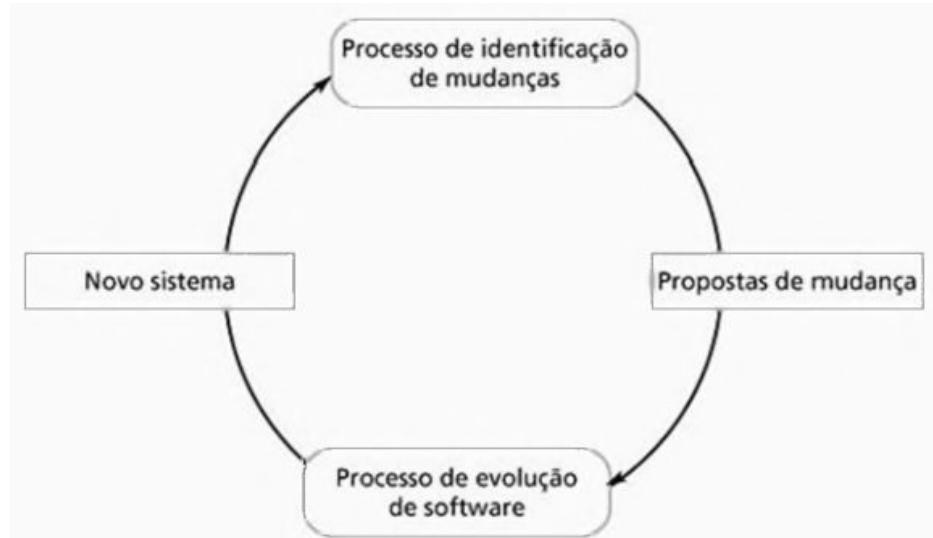 Processo de identificação
de mudanças
Novo sistema
Propostas de mudança
Processo de evolução
de software